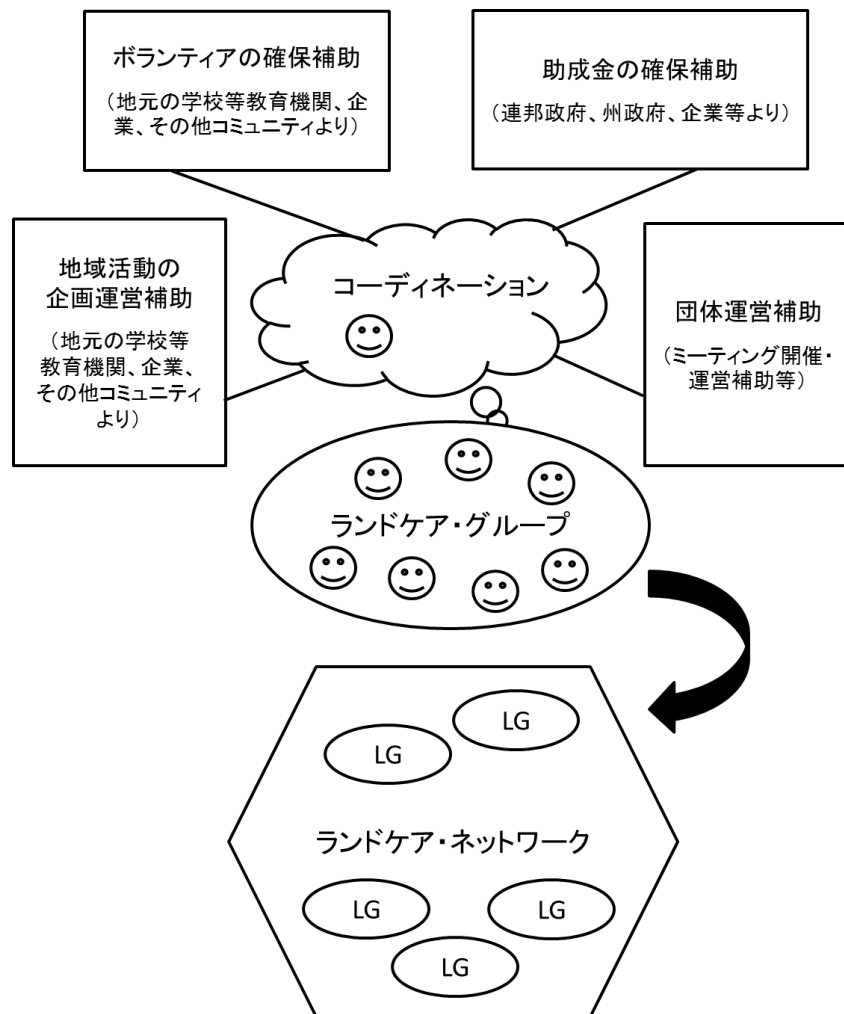 ボランティアの確保補助
（地元の学校等教育機関、企
業、その他コミュニティより）
助成金の確保補助
（連邦政府、州政府、企業等より）
地域活動の
企画運営補助
（地元の学校等
教育機関、企業、
その他コミュニティ
より）
コーディネーション
団体運営補助
（ミーティング開催・
運営補助等）
ランドケア・グループ
LG
LG
ランドケア・ネットワーク
LG
LG
LG